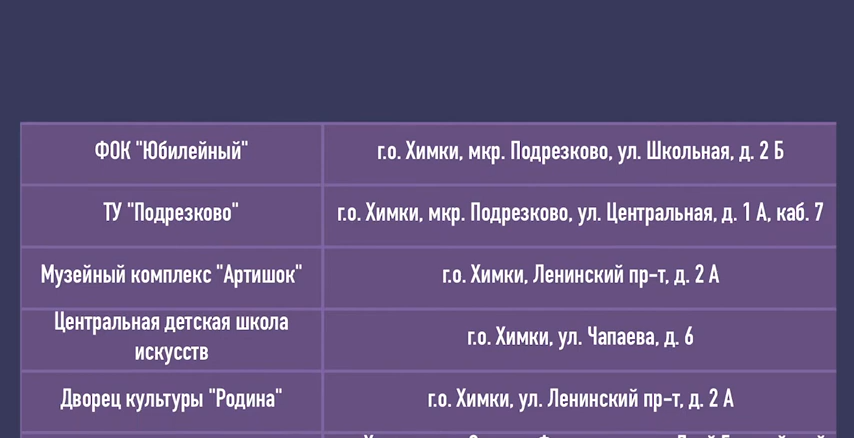 ФОК "Юбилейный"
г.о. Химки, мкр. Подрезково, ул. Школьная, д. 2 Б
ТУ "Подрезково"
г.о. Химки, мкр. Подрезково, ул. Центральная, д. 1 А, каб. 7
Музейный комплекс "Артишок"
г.о. Химки, Ленинский пр-т, д. 2 А
Центральная детская школа
искусств
г.о. Химки, ул. Чапаева, д. 6
Дворец культуры "Родина"
г.о. Химки, ул. Ленинский пр-т, д. 2 А